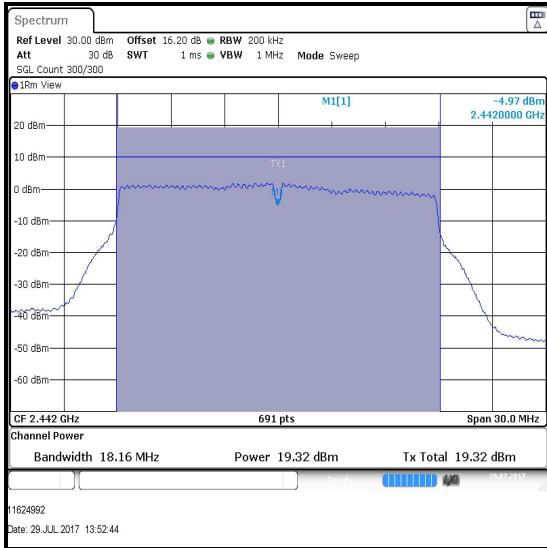 Spectrum
Ref Level 30.00 dBm Offset 16.20 dB RBW 200 kHz
Att 30 dB SWT 1 ms VBW 1 MHz Mode Sweep
SGL Count 300/300
1Rm View
M1[1] -4.97 dBm
2.4420000 GHz
20 dBm
10 dBm
TX1
0 dBm
-10 dBm
-20 dBm
-30 dBm
-40 dBm
-50 dBm
-60 dBm
CF 2.442 GHz 691 pts Span 30.0 MHz
Channel Power
Bandwidth 18.16 MHz Power 19.32 dBm Tx Total 19.32 dBm
Ready 29.07.2017
11624992
Date: 29.JUL.2017 13:52:44